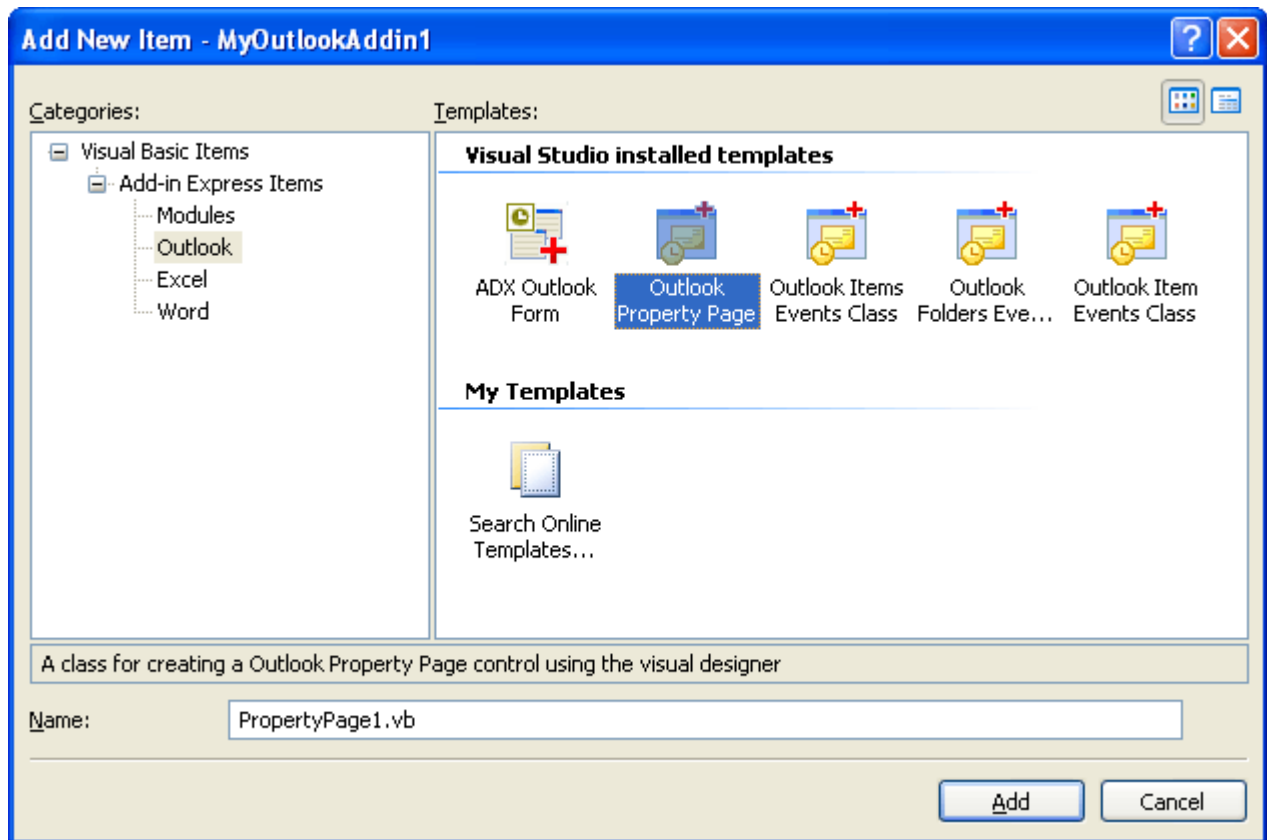 Add New Item - MyOutlookAddin1
Categories:
Templates:
Visual Basic Items
Add-in Express Items
Modules
Outlook
Excel
Word
Visual Studio installed templates
ADX Outlook
Form
Outlook
Property Page
Outlook Items
Events Class
Outlook
Folders Eve...
Outlook Item
Events Class
My Templates
Search Online
Templates...
A class for creating a Outlook Property Page control using the visual designer
Name:
PropertyPage1.vb
Add
Cancel